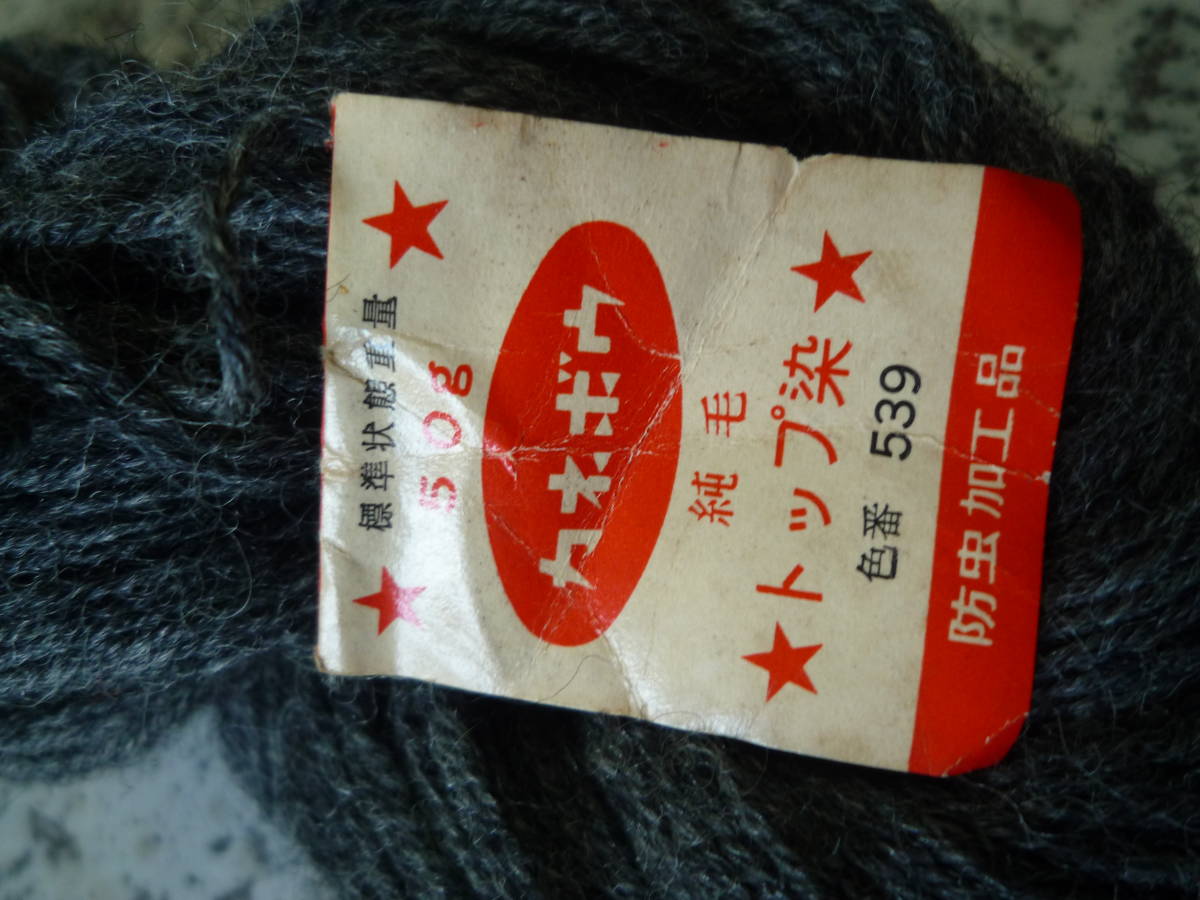 標準状態重量
50g
カネボウ
純毛
トップ染
色番 539
防虫加工品